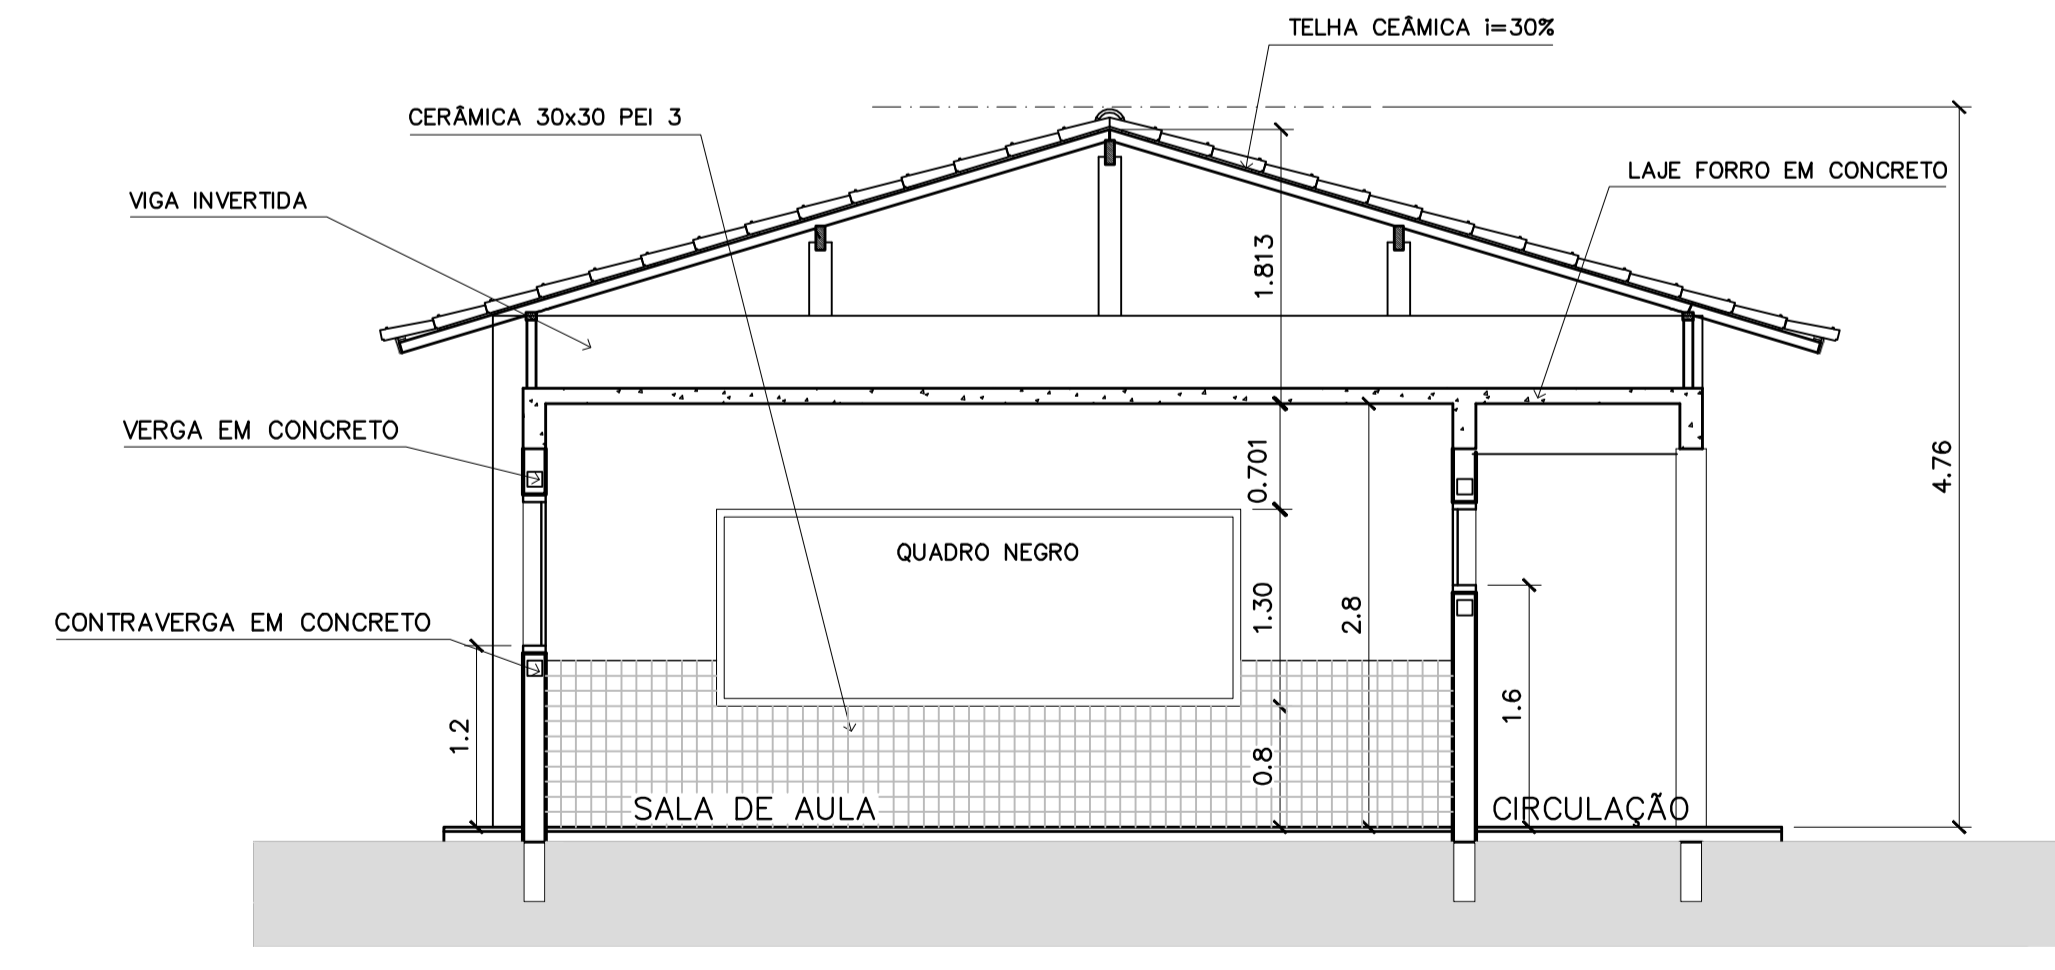 TELHA CEÂMICA i=30%
CERÂMICA 30x30 PEI 3
LAJE FORRO EM CONCRETO
VIGA INVERTIDA
1.813
VERGA EM CONCRETO
0.701
4.76
QUADRO NEGRO
1.30
2.8
CONTRAVERGA EM CONCRETO
1.6
1.2
0.8
SALA DE AULA
CIRCULAÇÃO